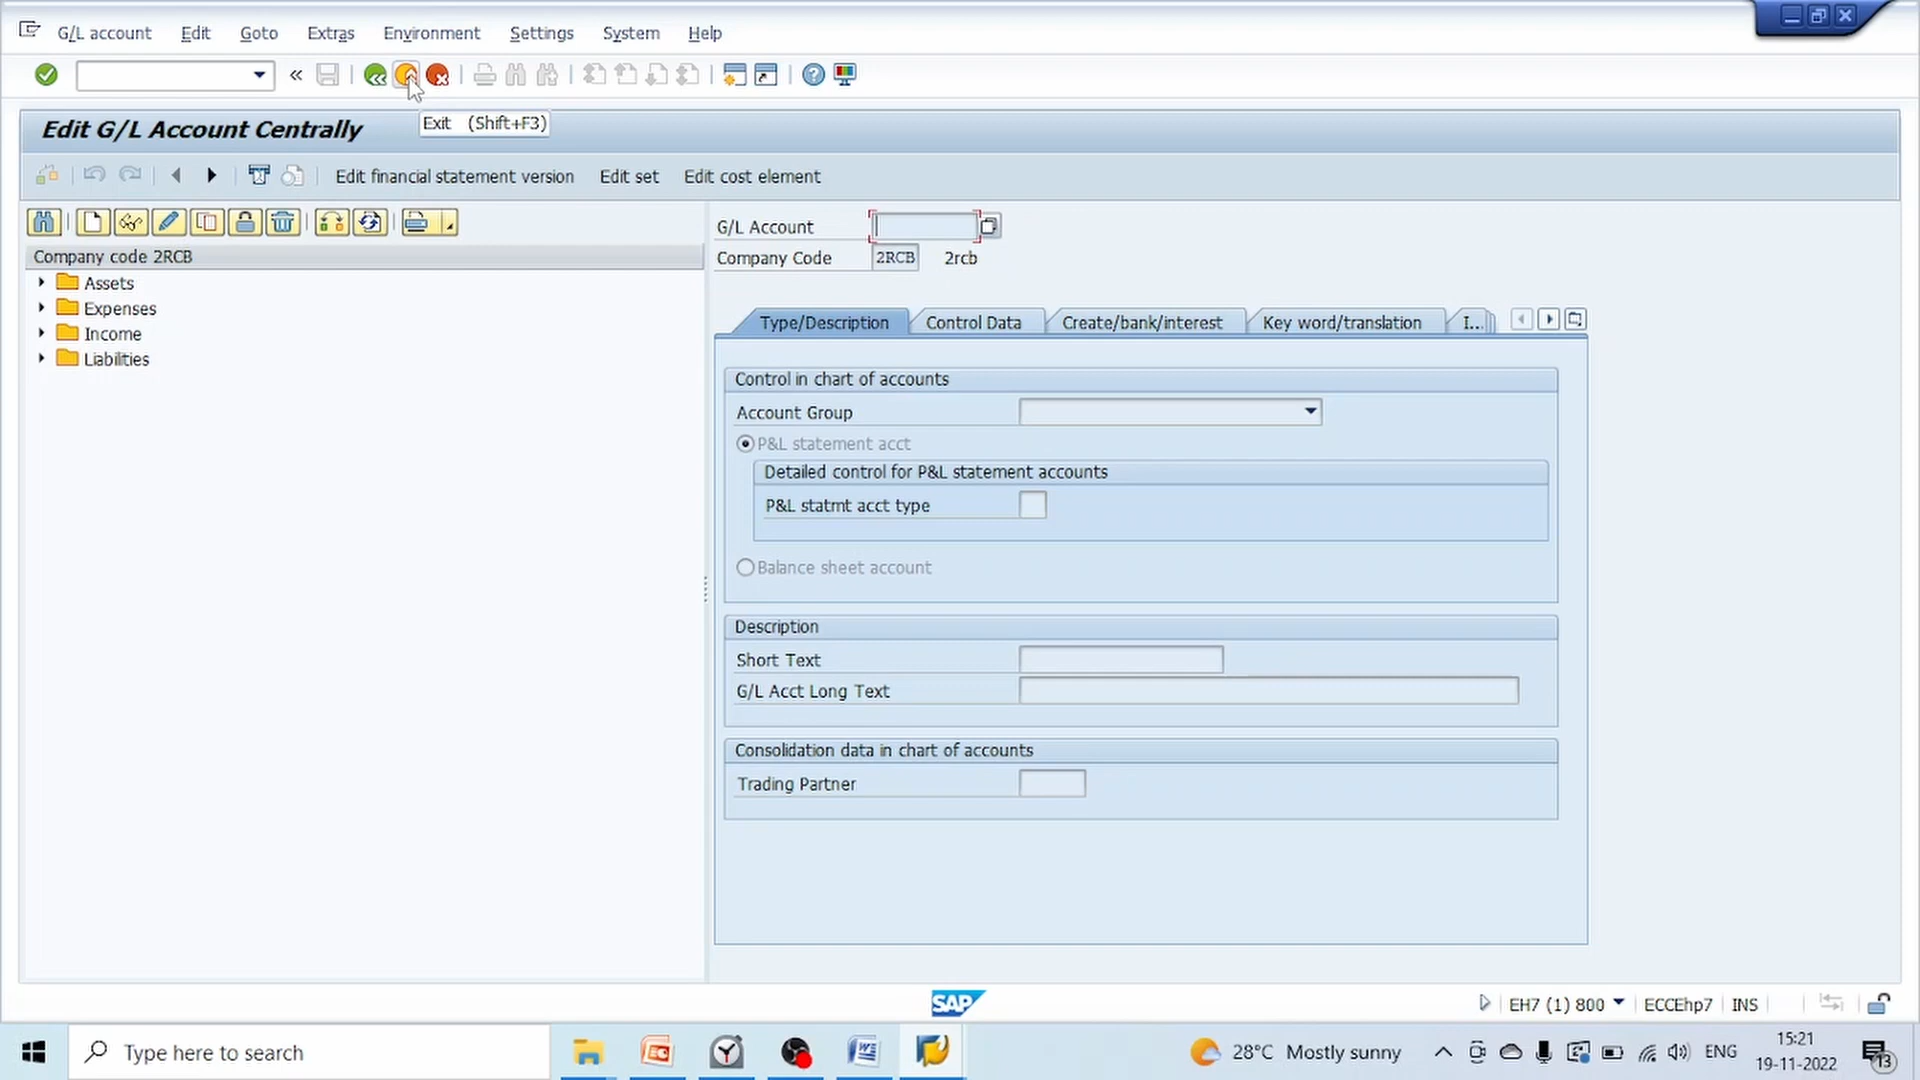 G/L account Edit Goto Extras Environment Settings System Help
Edit G/L Account Centrally
Exit (Shift+F3)
Edit financial statement version Edit set Edit cost element
Company code 2RCB
Assets
Expenses
Income
Liabilities
G/L Account
Company Code 2RCB 2rcb
Type/Description Control Data Create/bank/interest Key word/translation I...
Control in chart of accounts
Account Group
P&L statement acct
Detailed control for P&L statement accounts
P&L statmt acct type
Balance sheet account
Description
Short Text
G/L Acct Long Text
Consolidation data in chart of accounts
Trading Partner
SAP
EH7 (1) 800 ECCEhp7 INS
Type here to search
28°C Mostly sunny
ENG
15:21
19-11-2022
13